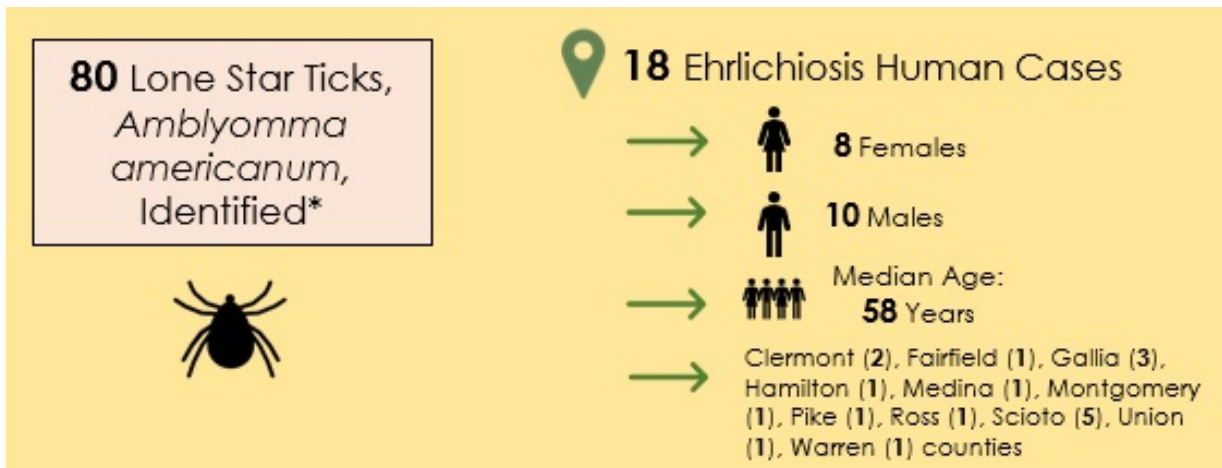 80 Lone Star Ticks,
Amblyomma
americanum,
Identified*
18 Ehrlichiosis Human Cases
8 Females
10 Males
Median Age:
58 Years
Clermont (2), Fairfield (1), Gallia (3),
Hamilton (1), Medina (1), Montgomery
(1), Pike (1), Ross (1), Scioto (5), Union
(1), Warren (1) counties